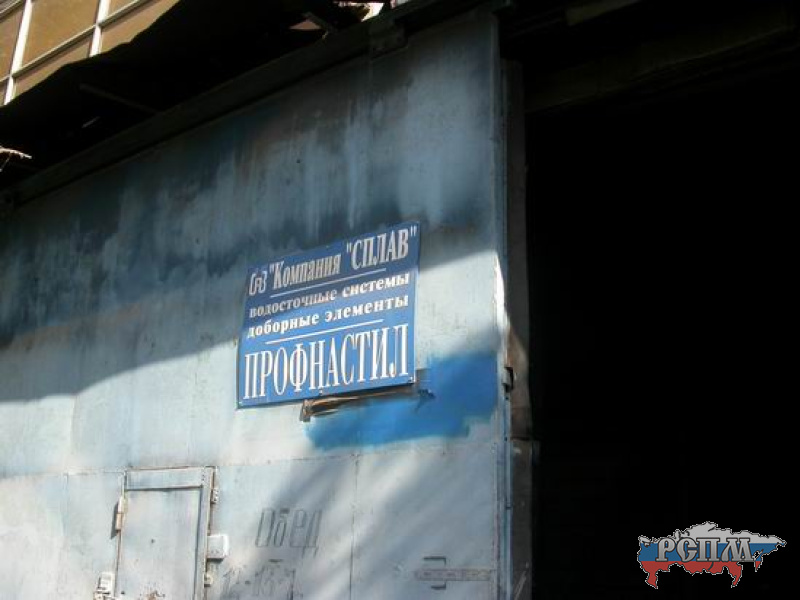 "Компания "СПЛАВ"
водосточные системы
доборные элементы
ПРОФНАСТИЛ
Обед
РСПМ